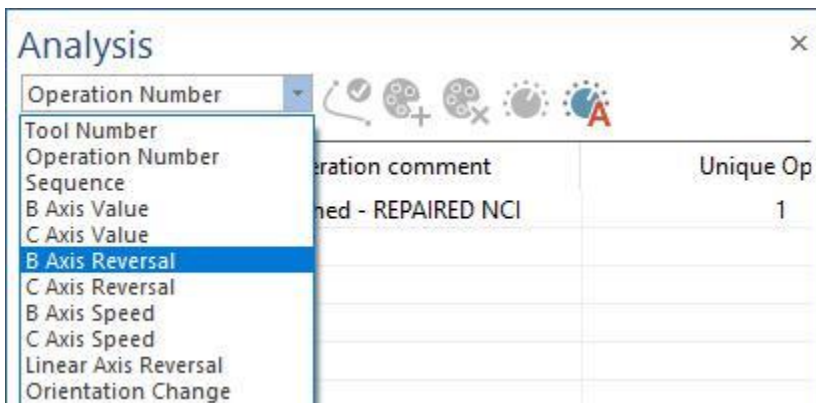 Analysis
Operation Number
Tool Number
Operation Number
Sequence
B Axis Value
C Axis Value
B Axis Reversal
C Axis Reversal
B Axis Speed
C Axis Speed
Linear Axis Reversal
Orientation Change
eration comment
Unique Op
ned - REPAIRED NCI
1